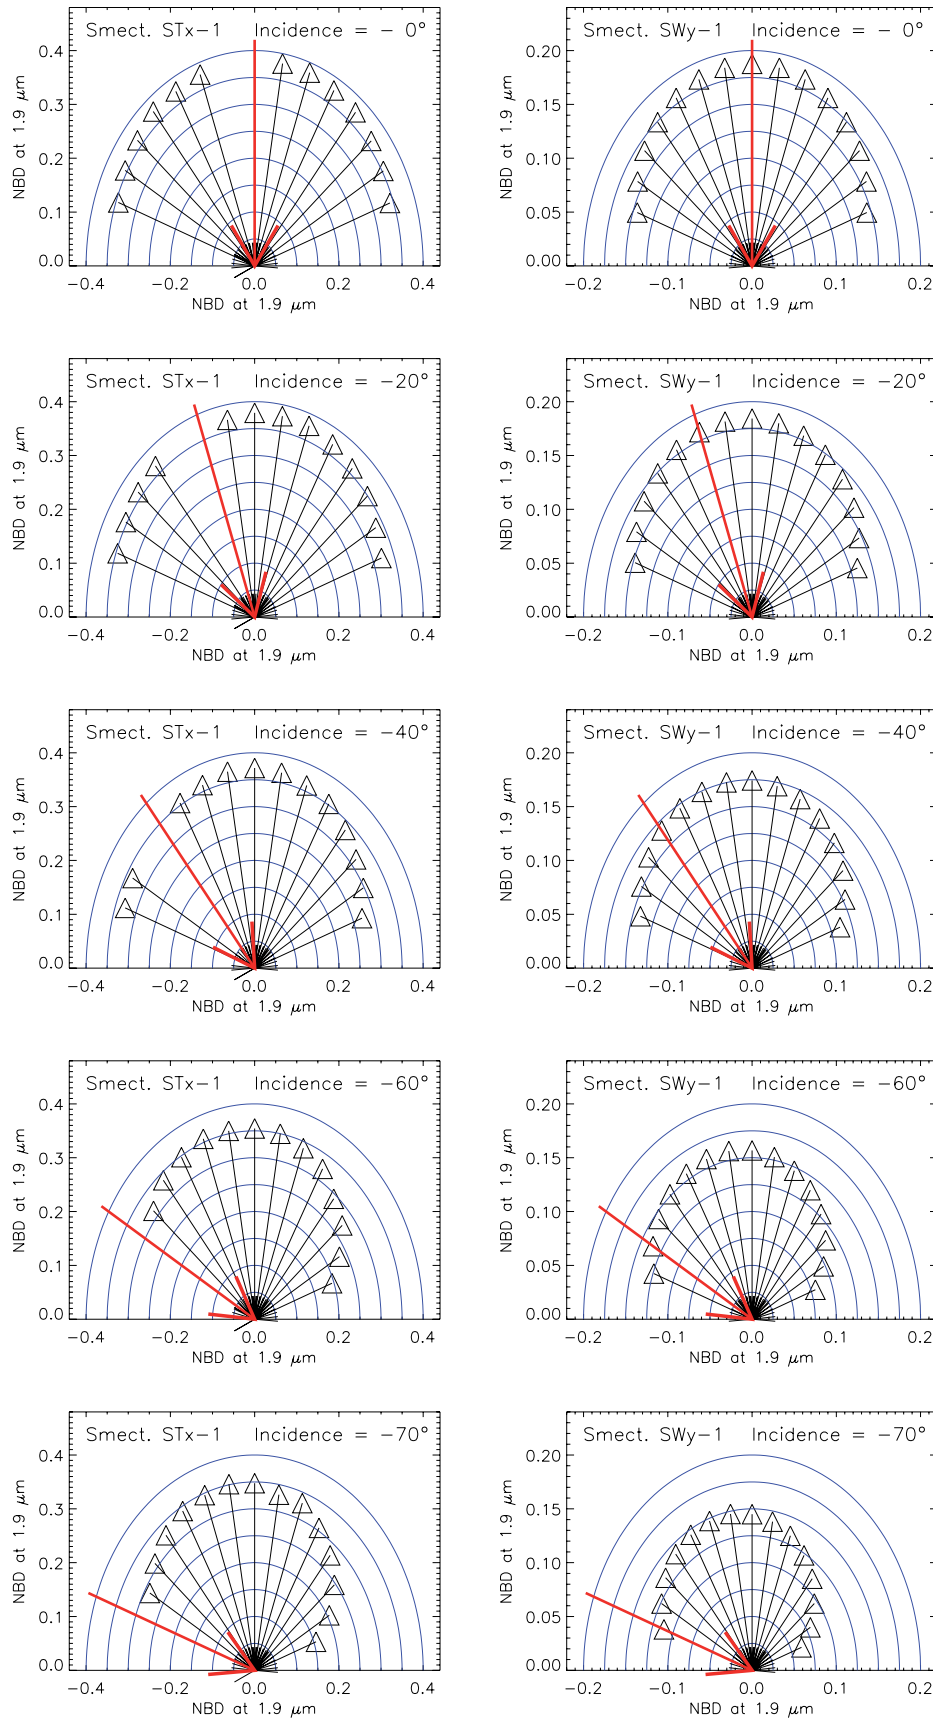 Smect. STx-1 Incidence = - 0°
NBD at 1.9 μm
0.4
0.3
0.2
0.1
0.0
-0.4 -0.2 0.0 0.2 0.4
NBD at 1.9 μm
Smect. SWy-1 Incidence = - 0°
NBD at 1.9 μm
0.20
0.15
0.10
0.05
0.00
-0.2 -0.1 0.0 0.1 0.2
NBD at 1.9 μm
Smect. STx-1 Incidence = -20°
NBD at 1.9 μm
0.4
0.3
0.2
0.1
0.0
-0.4 -0.2 0.0 0.2 0.4
NBD at 1.9 μm
Smect. SWy-1 Incidence = -20°
NBD at 1.9 μm
0.20
0.15
0.10
0.05
0.00
-0.2 -0.1 0.0 0.1 0.2
NBD at 1.9 μm
Smect. STx-1 Incidence = -40°
NBD at 1.9 μm
0.4
0.3
0.2
0.1
0.0
-0.4 -0.2 0.0 0.2 0.4
NBD at 1.9 μm
Smect. SWy-1 Incidence = -40°
NBD at 1.9 μm
0.20
0.15
0.10
0.05
0.00
-0.2 -0.1 0.0 0.1 0.2
NBD at 1.9 μm
Smect. STx-1 Incidence = -60°
NBD at 1.9 μm
0.4
0.3
0.2
0.1
0.0
-0.4 -0.2 0.0 0.2 0.4
NBD at 1.9 μm
Smect. SWy-1 Incidence = -60°
NBD at 1.9 μm
0.20
0.15
0.10
0.05
0.00
-0.2 -0.1 0.0 0.1 0.2
NBD at 1.9 μm
Smect. STx-1 Incidence = -70°
NBD at 1.9 μm
0.4
0.3
0.2
0.1
0.0
-0.4 -0.2 0.0 0.2 0.4
NBD at 1.9 μm
Smect. SWy-1 Incidence = -70°
NBD at 1.9 μm
0.20
0.15
0.10
0.05
0.00
-0.2 -0.1 0.0 0.1 0.2
NBD at 1.9 μm